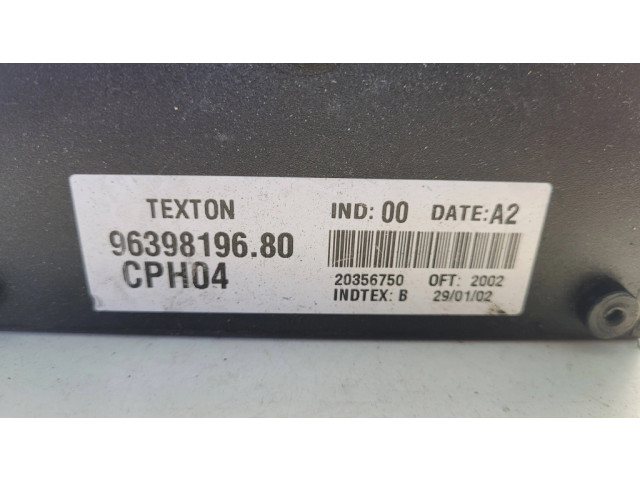 TEXTON IND: 00 DATE: A2
96398196.80
CPH04
20356750 OFT: 2002
INDTEX: B 29/01/02